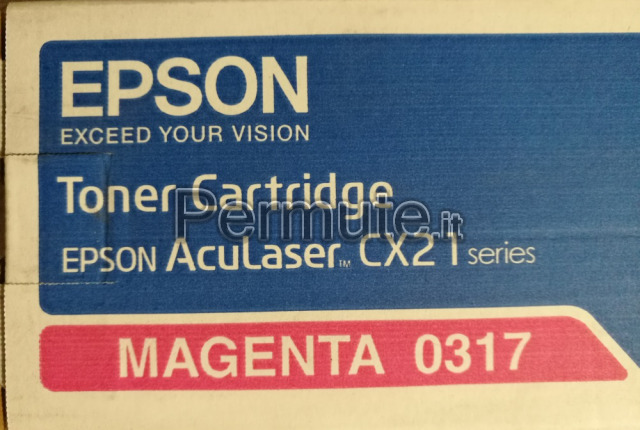 EPSON
EXCEED YOUR VISION
Toner Cartridge
Permute.it
EPSON AcuLaser™ CX21 series
MAGENTA 0317